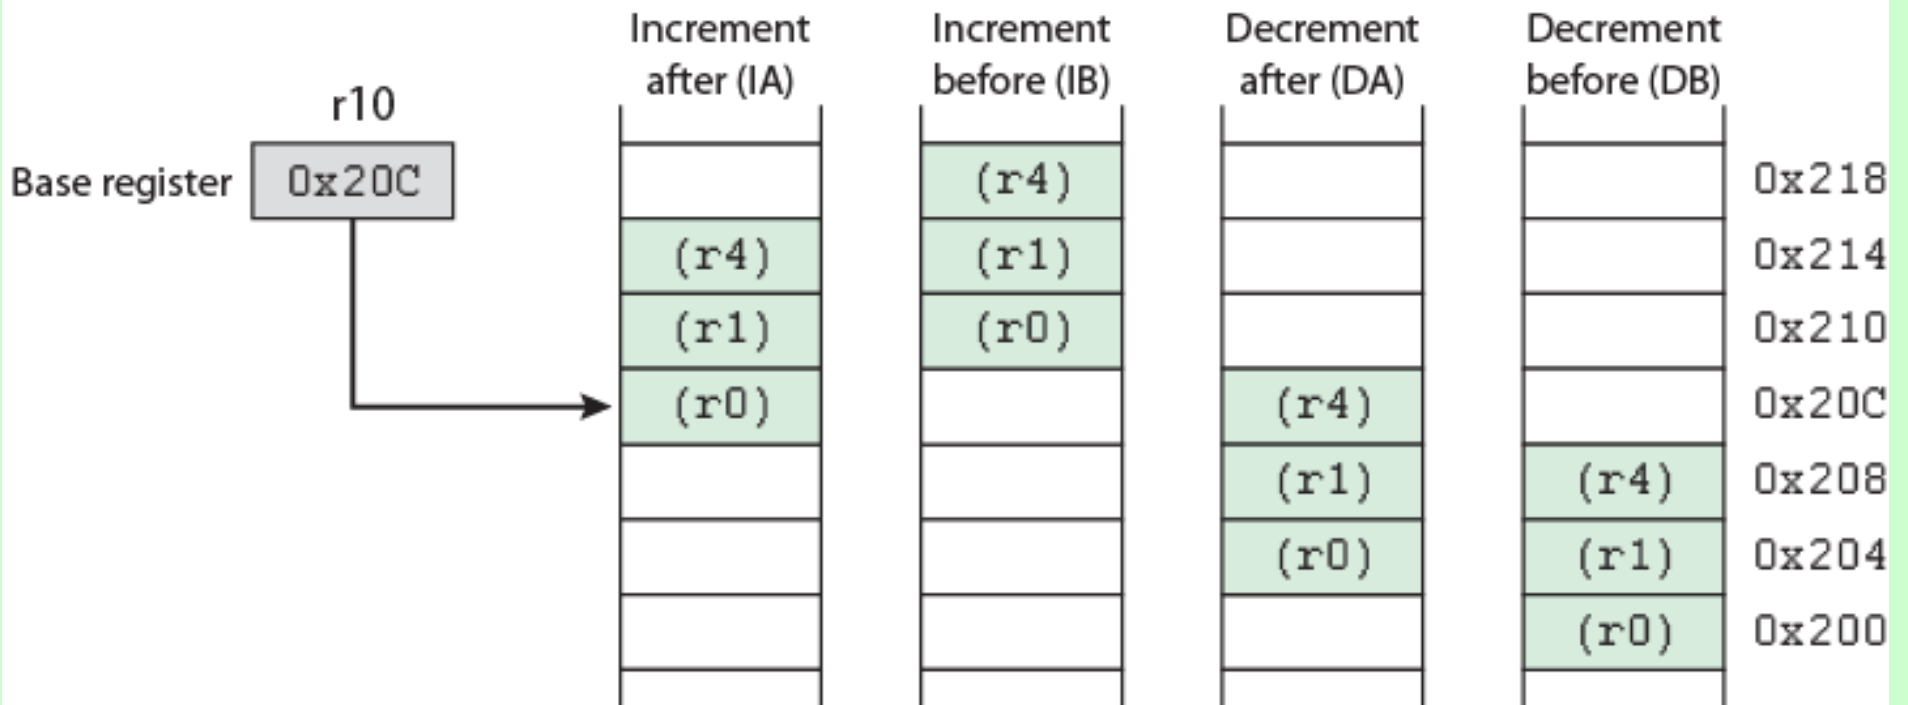 Increment
after (IA)
Increment
before (IB)
Decrement
after (DA)
Decrement
before (DB)
r10
Base register
0x20C
(r4)
0x218
(r4)
(r1)
0x214
(r1)
(r0)
0x210
(r0)
(r4)
0x20C
(r1)
(r4)
0x208
(r0)
(r1)
0x204
(r0)
0x200